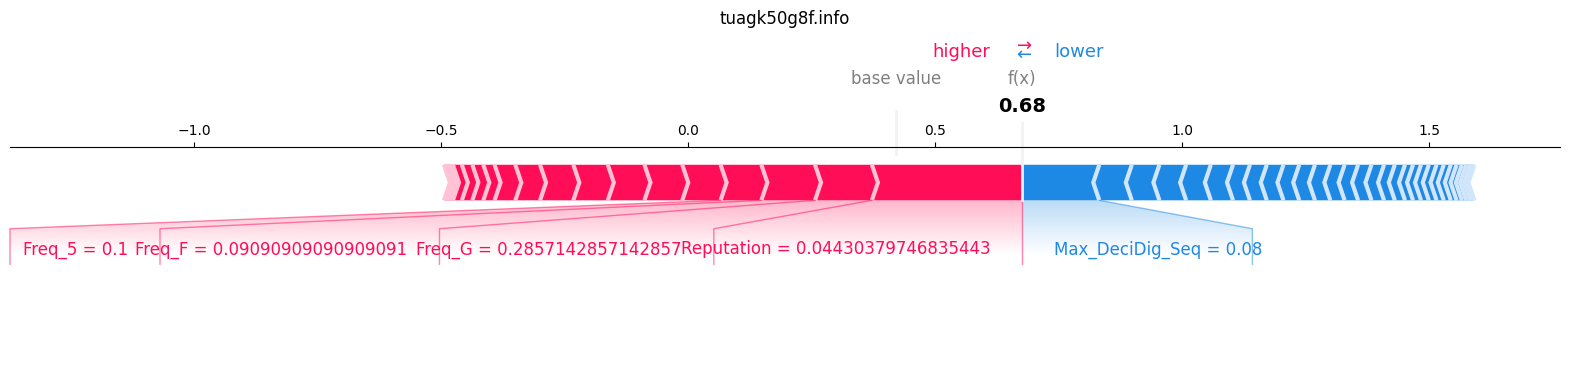 tuagk50g8f.info
higher ⇄ lower
base value f(x)
0.68
−1.0 −0.5 0.0 0.5 1.0 1.5
Freq_5 = 0.1 Freq_F = 0.09090909090909091 Freq_G = 0.2857142857142857 Reputation = 0.04430379746835443 Max_DeciDig_Seq = 0.08